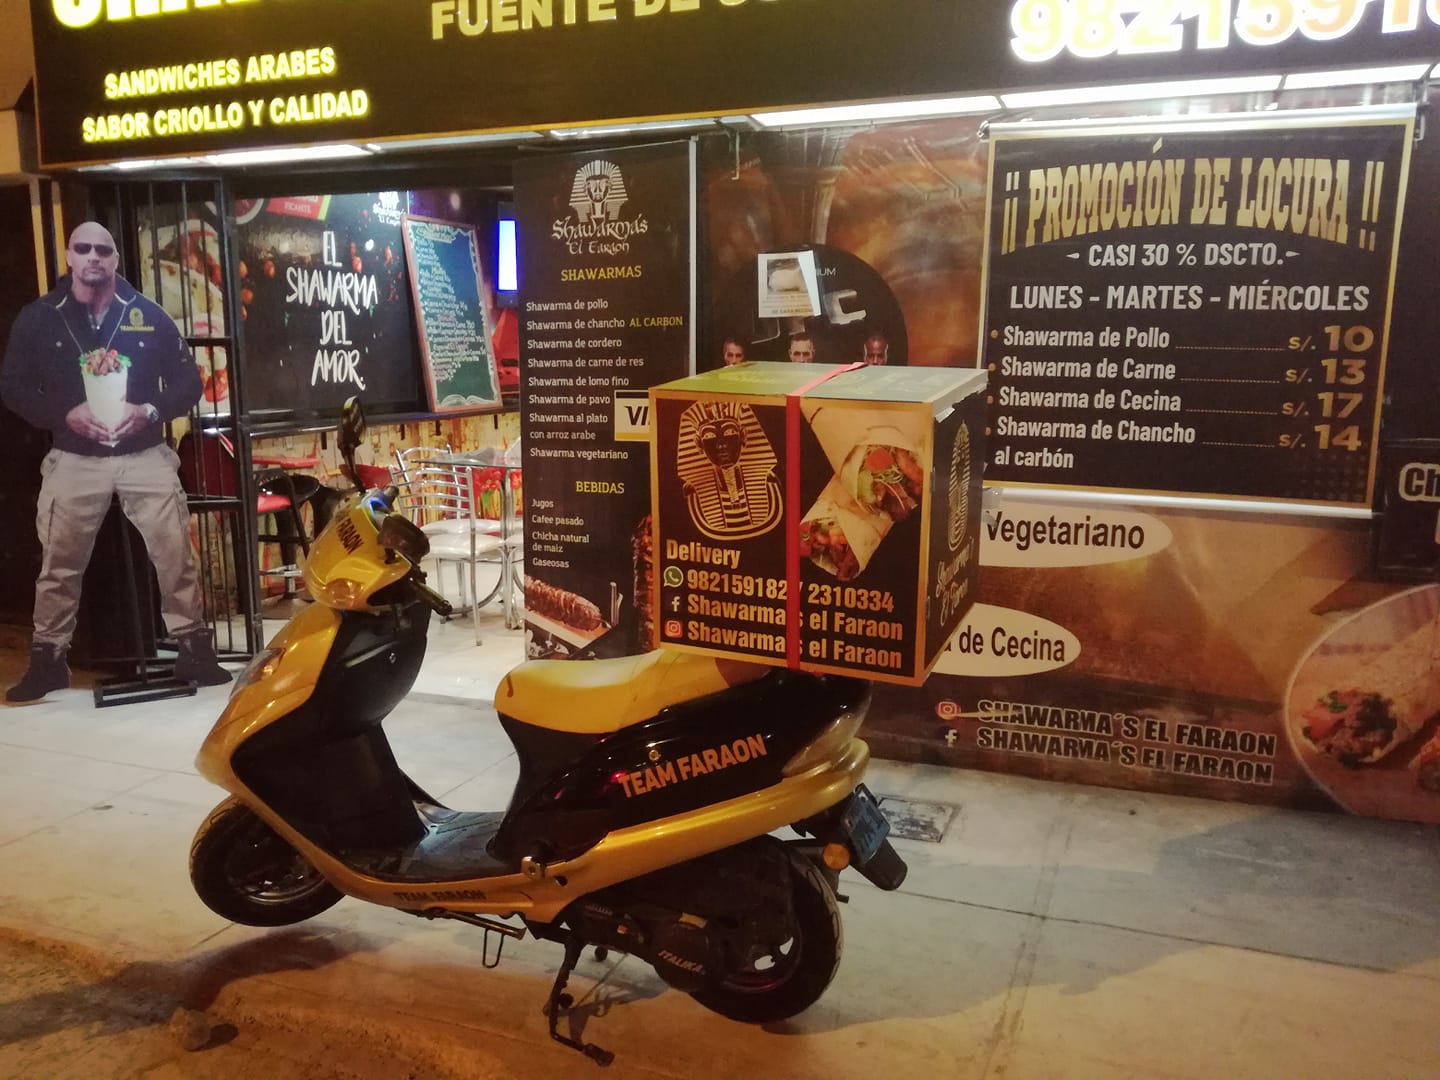 FUENTE DE
SANDWICHES ARABES
SABOR CRIOLLO Y CALIDAD
TEAM FARAON
EL
SHAWARMA
DEL
AMOR.
Shawarma's
El Faraon
SHAWARMAS
Shawarma de pollo
Shawarma de chancho AL CARBON
Shawarma de cordero
Shawarma de carne de res
Shawarma de lomo fino
Shawarma de pavo
Shawarma al plato
con arroz arabe
Shawarma vegetariano
BEBIDAS
Jugos
Cafee pasado
Chicha natural
de maiz
Gaseosas
¡¡ PROMOCIÓN DE LOCURA !!
- CASI 30 % DSCTO.-
LUNES - MARTES - MIÉRCOLES
Shawarma de Pollo S/. 10
Shawarma de Carne S/. 13
Shawarma de Cecina S/. 17
Shawarma de Chancho S/. 14
al carbón
Vegetariano
de Cecina
SHAWARMA´S EL FARAON
SHAWARMA´S EL FARAON
Delivery
982159182 / 2310334
Shawarma's el Faraon
Shawarma's el Faraon
Shawarma's
El Faraon
FARAON
TEAM FARAON
TEAM FARAON
ITALIKA